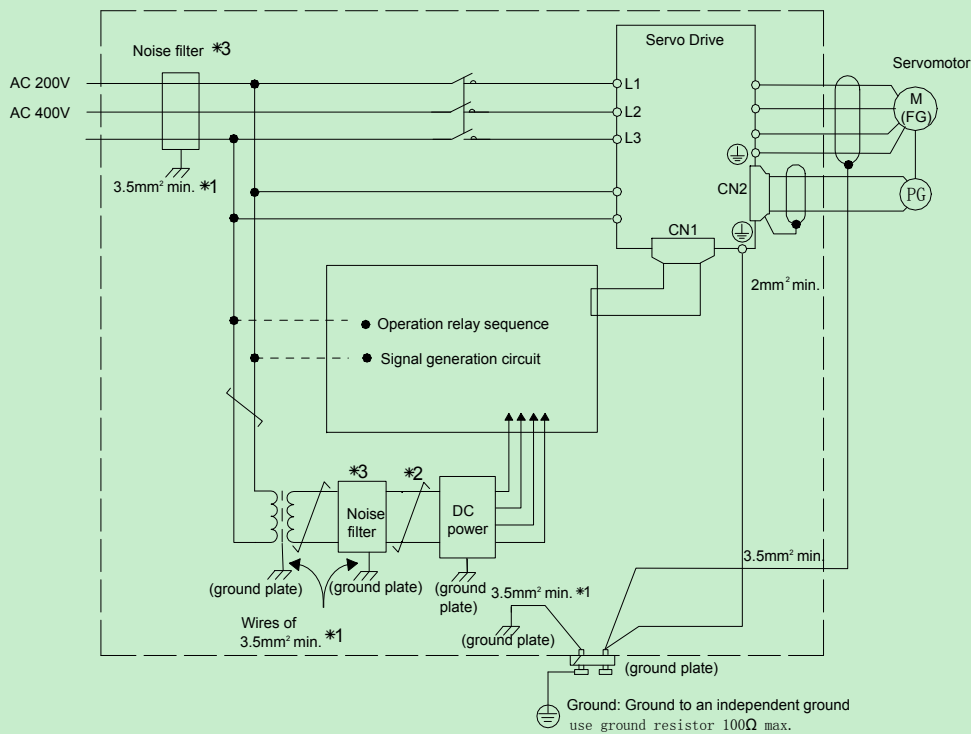 Noise filter *3
Servo Drive
Servomotor
AC 200V
L1
M
(FG)
AC 400V
L2
L3
3.5mm² min. *1
CN2
PG
CN1
2mm² min.
● Operation relay sequence
● Signal generation circuit
*3
*2
Noise
filter
DC
power
3.5mm² min.
(ground plate)
(ground plate)
(ground
plate)
3.5mm² min. *1
Wires of
3.5mm² min. *1
(ground plate)
(ground plate)
Ground: Ground to an independent ground
use ground resistor 100Ω max.